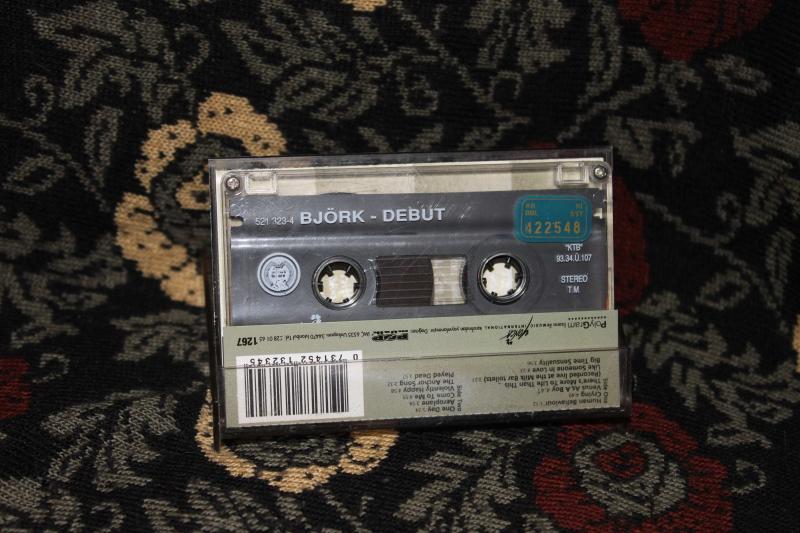 521 323-4 BJÖRK - DEBUT
422548
"KTB"
93.34.Ü.107
STEREO
T.M.
PolyGram
INTERNATIONAL
1267
0 731452 132345
Side One
Human Behaviour
Crying
Venus As A Boy
There's More To Life Than This
(Recorded live at the Milk Bar toilets)
Like Someone In Love
Big Time Sensuality
Side Two
One Day
Aeroplane
Come To Me
Violently Happy
The Anchor Song
Played Dead